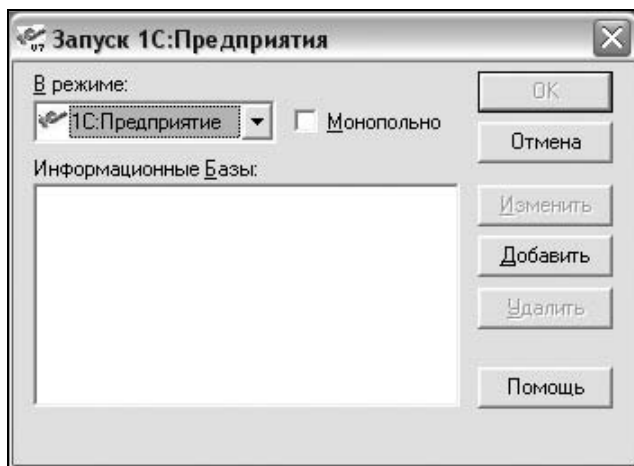 Запуск 1С:Предприятия
В режиме:
1С:Предприятие
Монопольно
Информационные Базы:
OK
Отмена
Изменить
Добавить
Удалить
Помощь